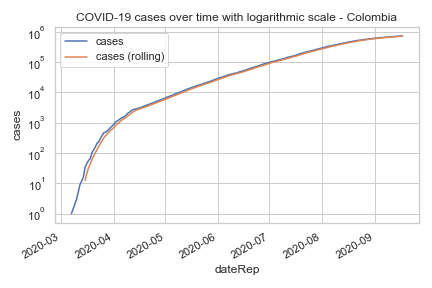 COVID-19 cases over time with logarithmic scale - Colombia
cases
cases (rolling)
10⁶
10⁵
10⁴
10³
10²
10¹
10⁰
cases
2020-03
2020-04
2020-05
2020-06
2020-07
2020-08
2020-09
dateRep